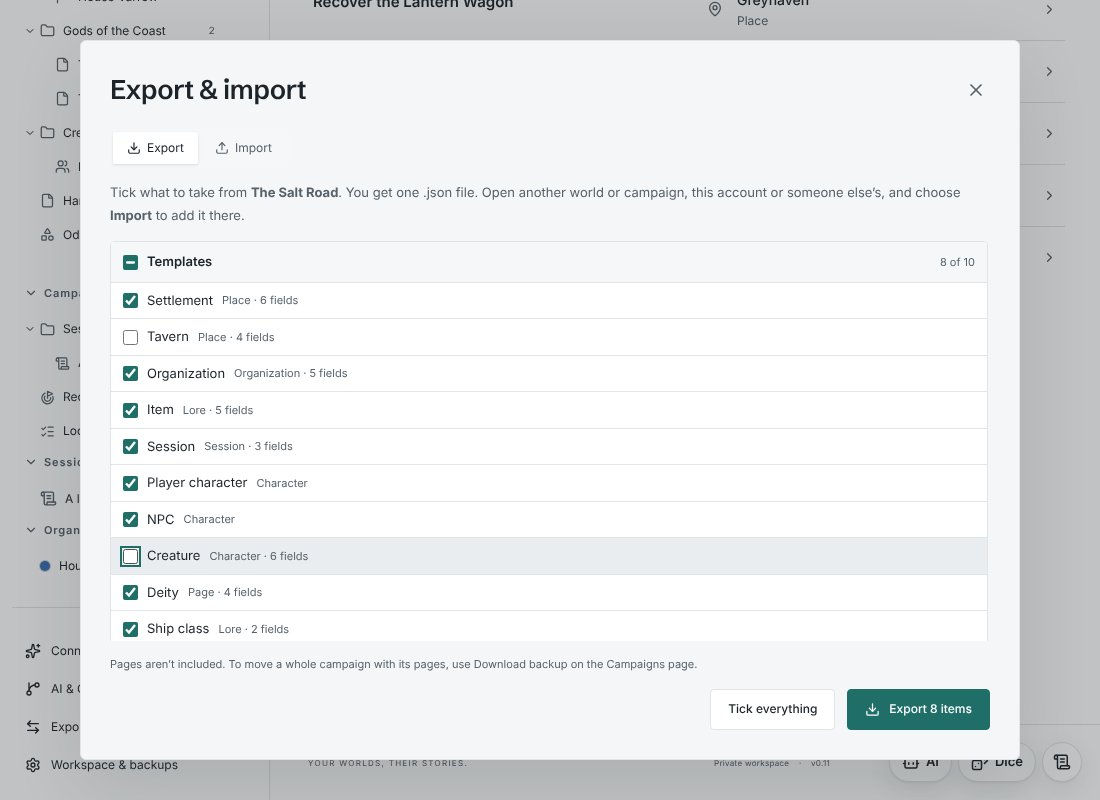 Recover the Lantern Wagon
Greyhaven
Place
Gods of the Coast 2
Export & import
Export Import
Tick what to take from The Salt Road. You get one .json file. Open another world or campaign, this account or someone else's, and choose
Import to add it there.
Templates 8 of 10
Settlement Place · 6 fields
Tavern Place · 4 fields
Organization Organization · 5 fields
Item Lore · 5 fields
Session Session · 3 fields
Player character Character
NPC Character
Creature Character · 6 fields
Deity Page · 4 fields
Ship class Lore · 2 fields
Pages aren't included. To move a whole campaign with its pages, use Download backup on the Campaigns page.
Tick everything Export 8 items
Workspace & backups
YOUR WORLDS, THEIR STORIES. Private workspace · v0.11
AI Dice